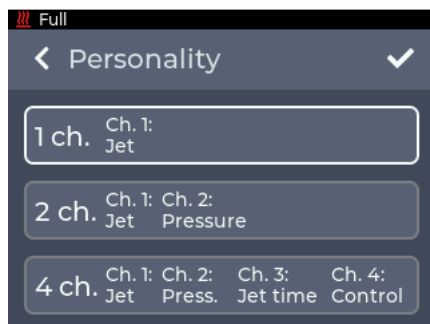 Full
Personality
1 ch. Ch. 1:
Jet
2 ch. Ch. 1: Ch. 2:
Jet Pressure
4 ch. Ch. 1: Ch. 2: Ch. 3: Ch. 4:
Jet Press. Jet time Control